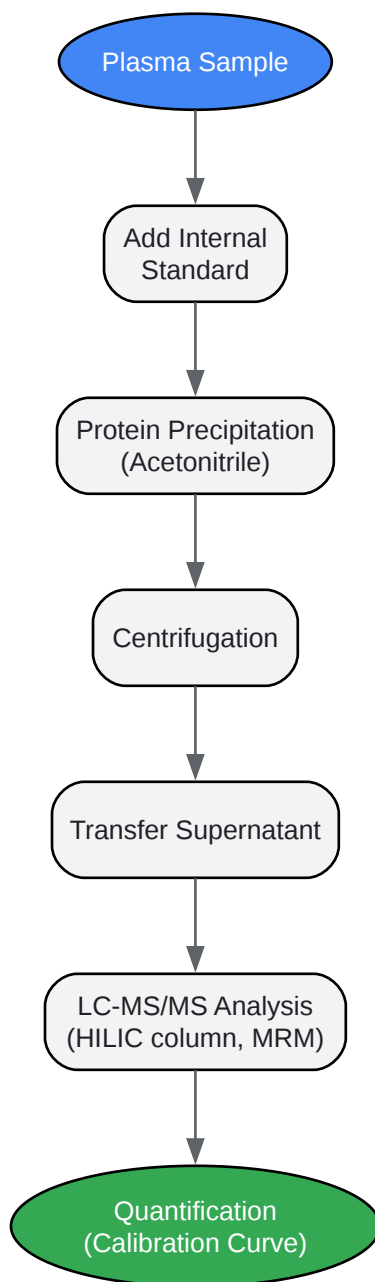 Plasma Sample
Add Internal
Standard
Protein Precipitation
(Acetonitrile)
Centrifugation
Transfer Supernatant
LC-MS/MS Analysis
(HILIC column, MRM)
Quantification
(Calibration Curve)